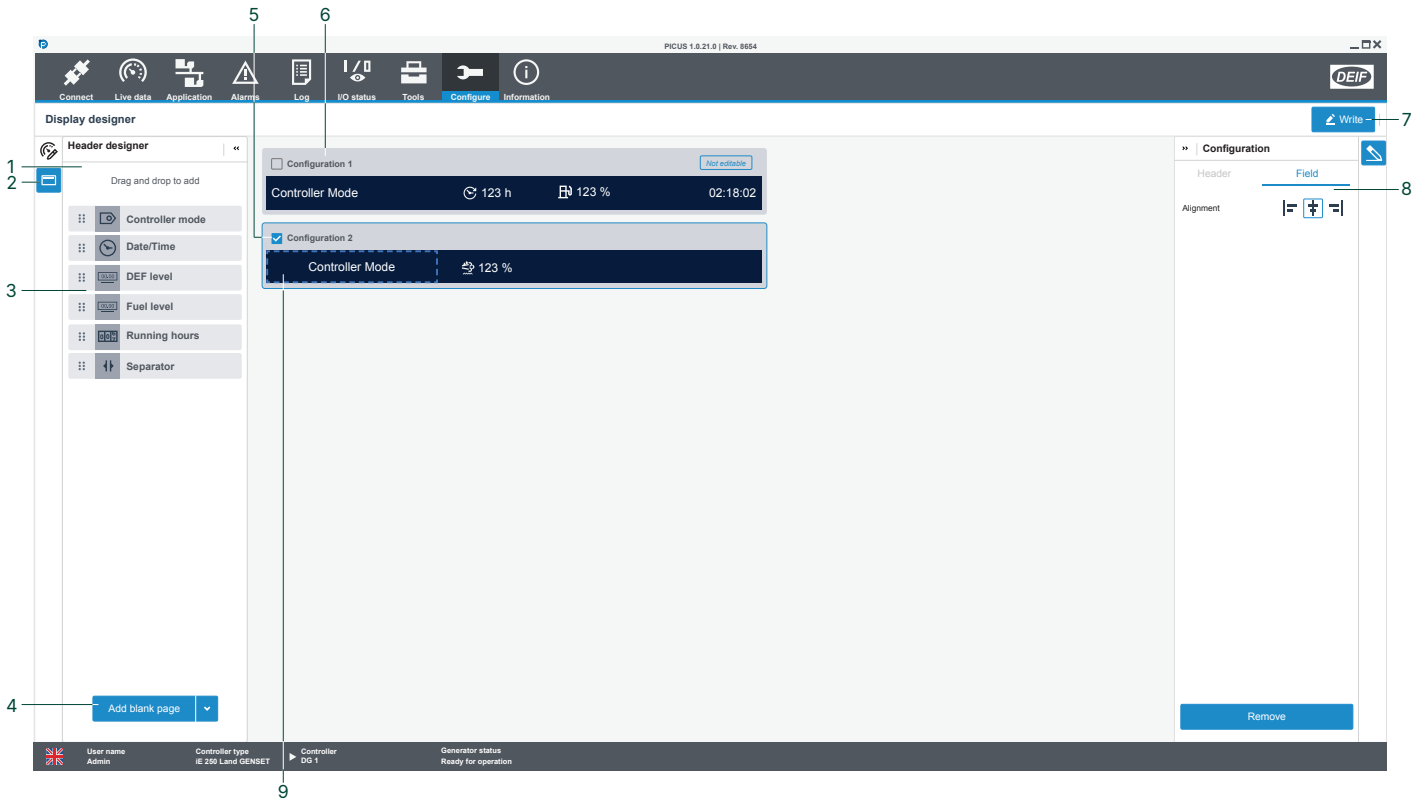 5
6
PICUS 1.0.21.0 | Rev. 8654
Connect Live data Application Alarms Log I/O status Tools Configure Information
DEIF
Display designer
Write
7
Header designer
1
2
Drag and drop to add
Controller mode
Date/Time
DEF level
3
Fuel level
Running hours
Separator
4
Add blank page
Configuration 1
Not editable
Controller Mode 123 h 123 % 02:18:02
Configuration 2
Controller Mode 123 %
Configuration
Header Field
8
Alignment
Remove
User name Controller type Controller Generator status
Admin iE 250 Land GENSET DG 1 Ready for operation
9